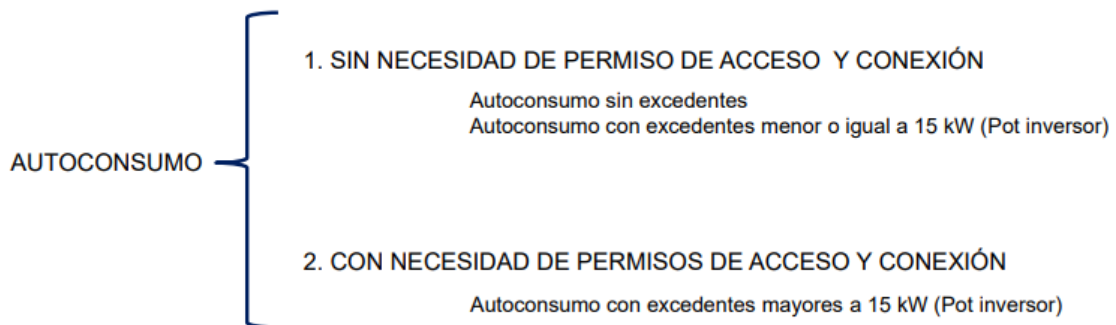 AUTOCONSUMO
1. SIN NECESIDAD DE PERMISO DE ACCESO Y CONEXIÓN
Autoconsumo sin excedentes
Autoconsumo con excedentes menor o igual a 15 kW (Pot inversor)
2. CON NECESIDAD DE PERMISOS DE ACCESO Y CONEXIÓN
Autoconsumo con excedentes mayores a 15 kW (Pot inversor)